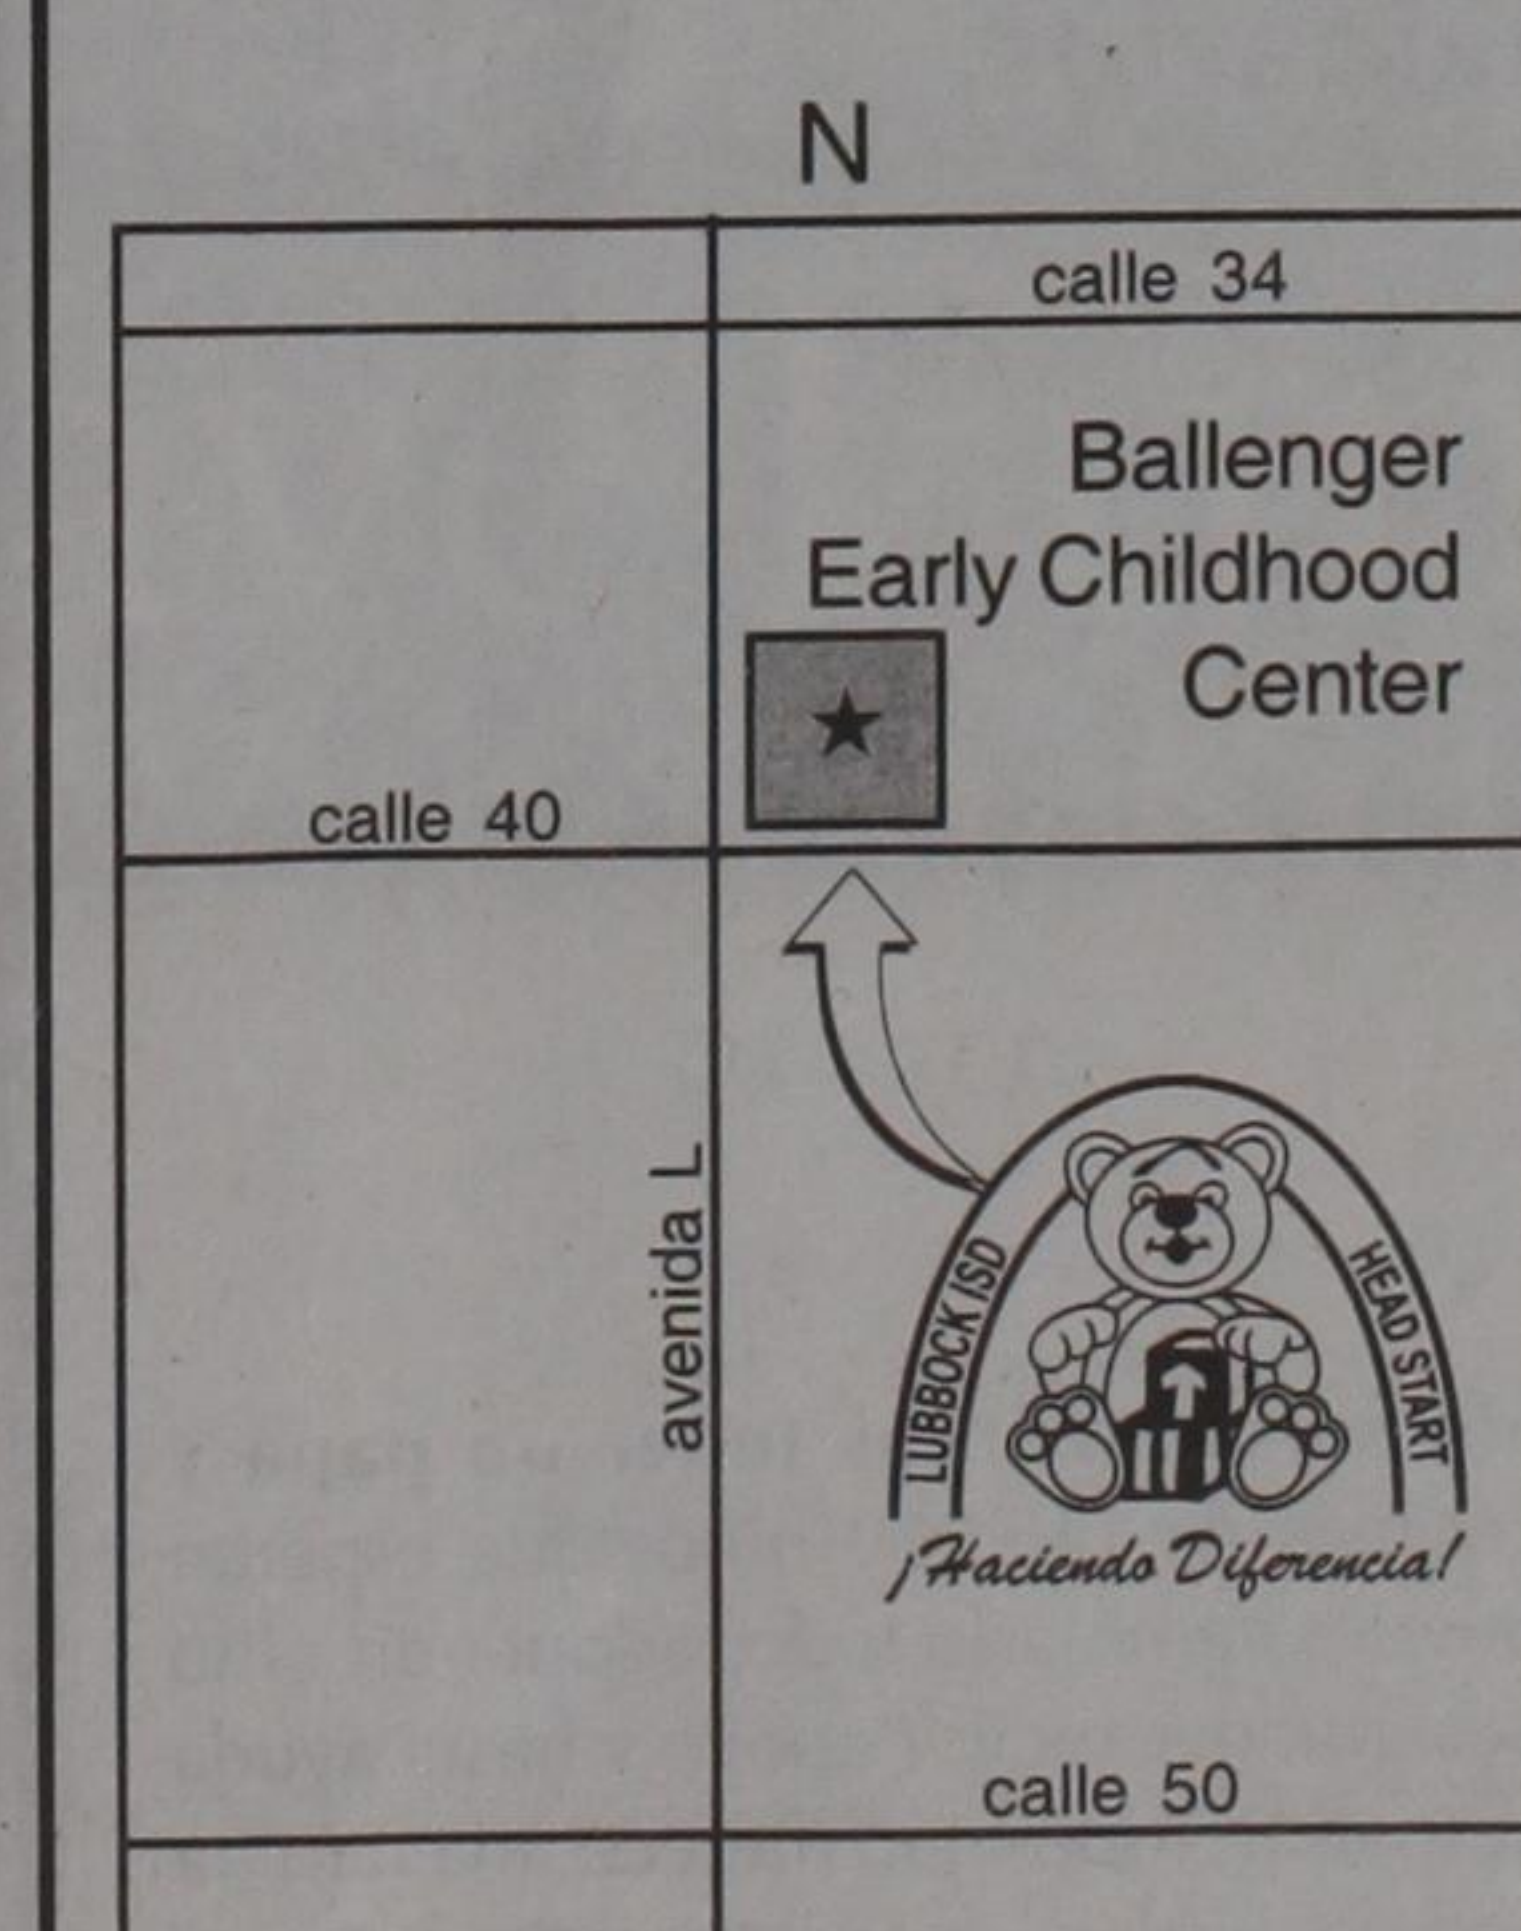 N
calle 34
Ballenger
Early Childhood
Center
calle 40
avenida L
LUBBOCK ISD
HEAD START
¡Haciendo Diferencia!
calle 50